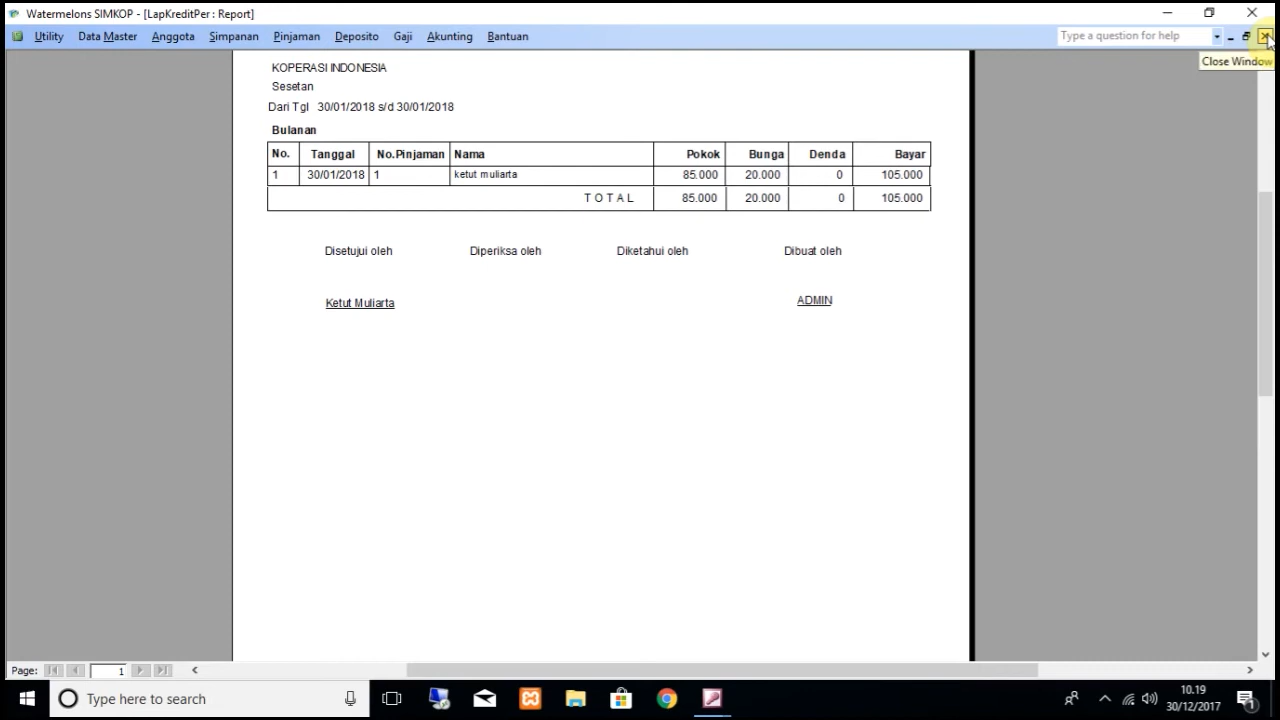 Watermelons SIMKOP - [LapKreditPer : Report]
Utility Data Master Anggota Simpanan Pinjaman Deposito Gaji Akunting Bantuan Type a question for help
Close Window
KOPERASI INDONESIA
Sesetan
Dari Tgl 30/01/2018 s/d 30/01/2018
Bulanan
No. Tanggal No.Pinjaman Nama Pokok Bunga Denda Bayar
1 30/01/2018 1 ketut muliarta 85.000 20.000 0 105.000
T O T A L 85.000 20.000 0 105.000
Disetujui oleh Diperiksa oleh Diketahui oleh Dibuat oleh
Ketut Muliarta ADMIN
Page: 1
Type here to search
10.19
30/12/2017
1